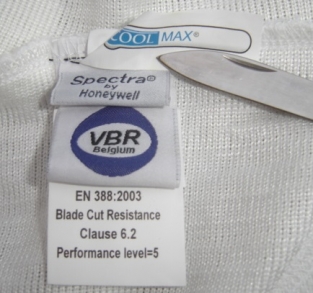 COOLMAX®
Spectra®
by
Honeywell
VBR
Belgium
EN 388:2003
Blade Cut Resistance
Clause 6.2
Performance level=5